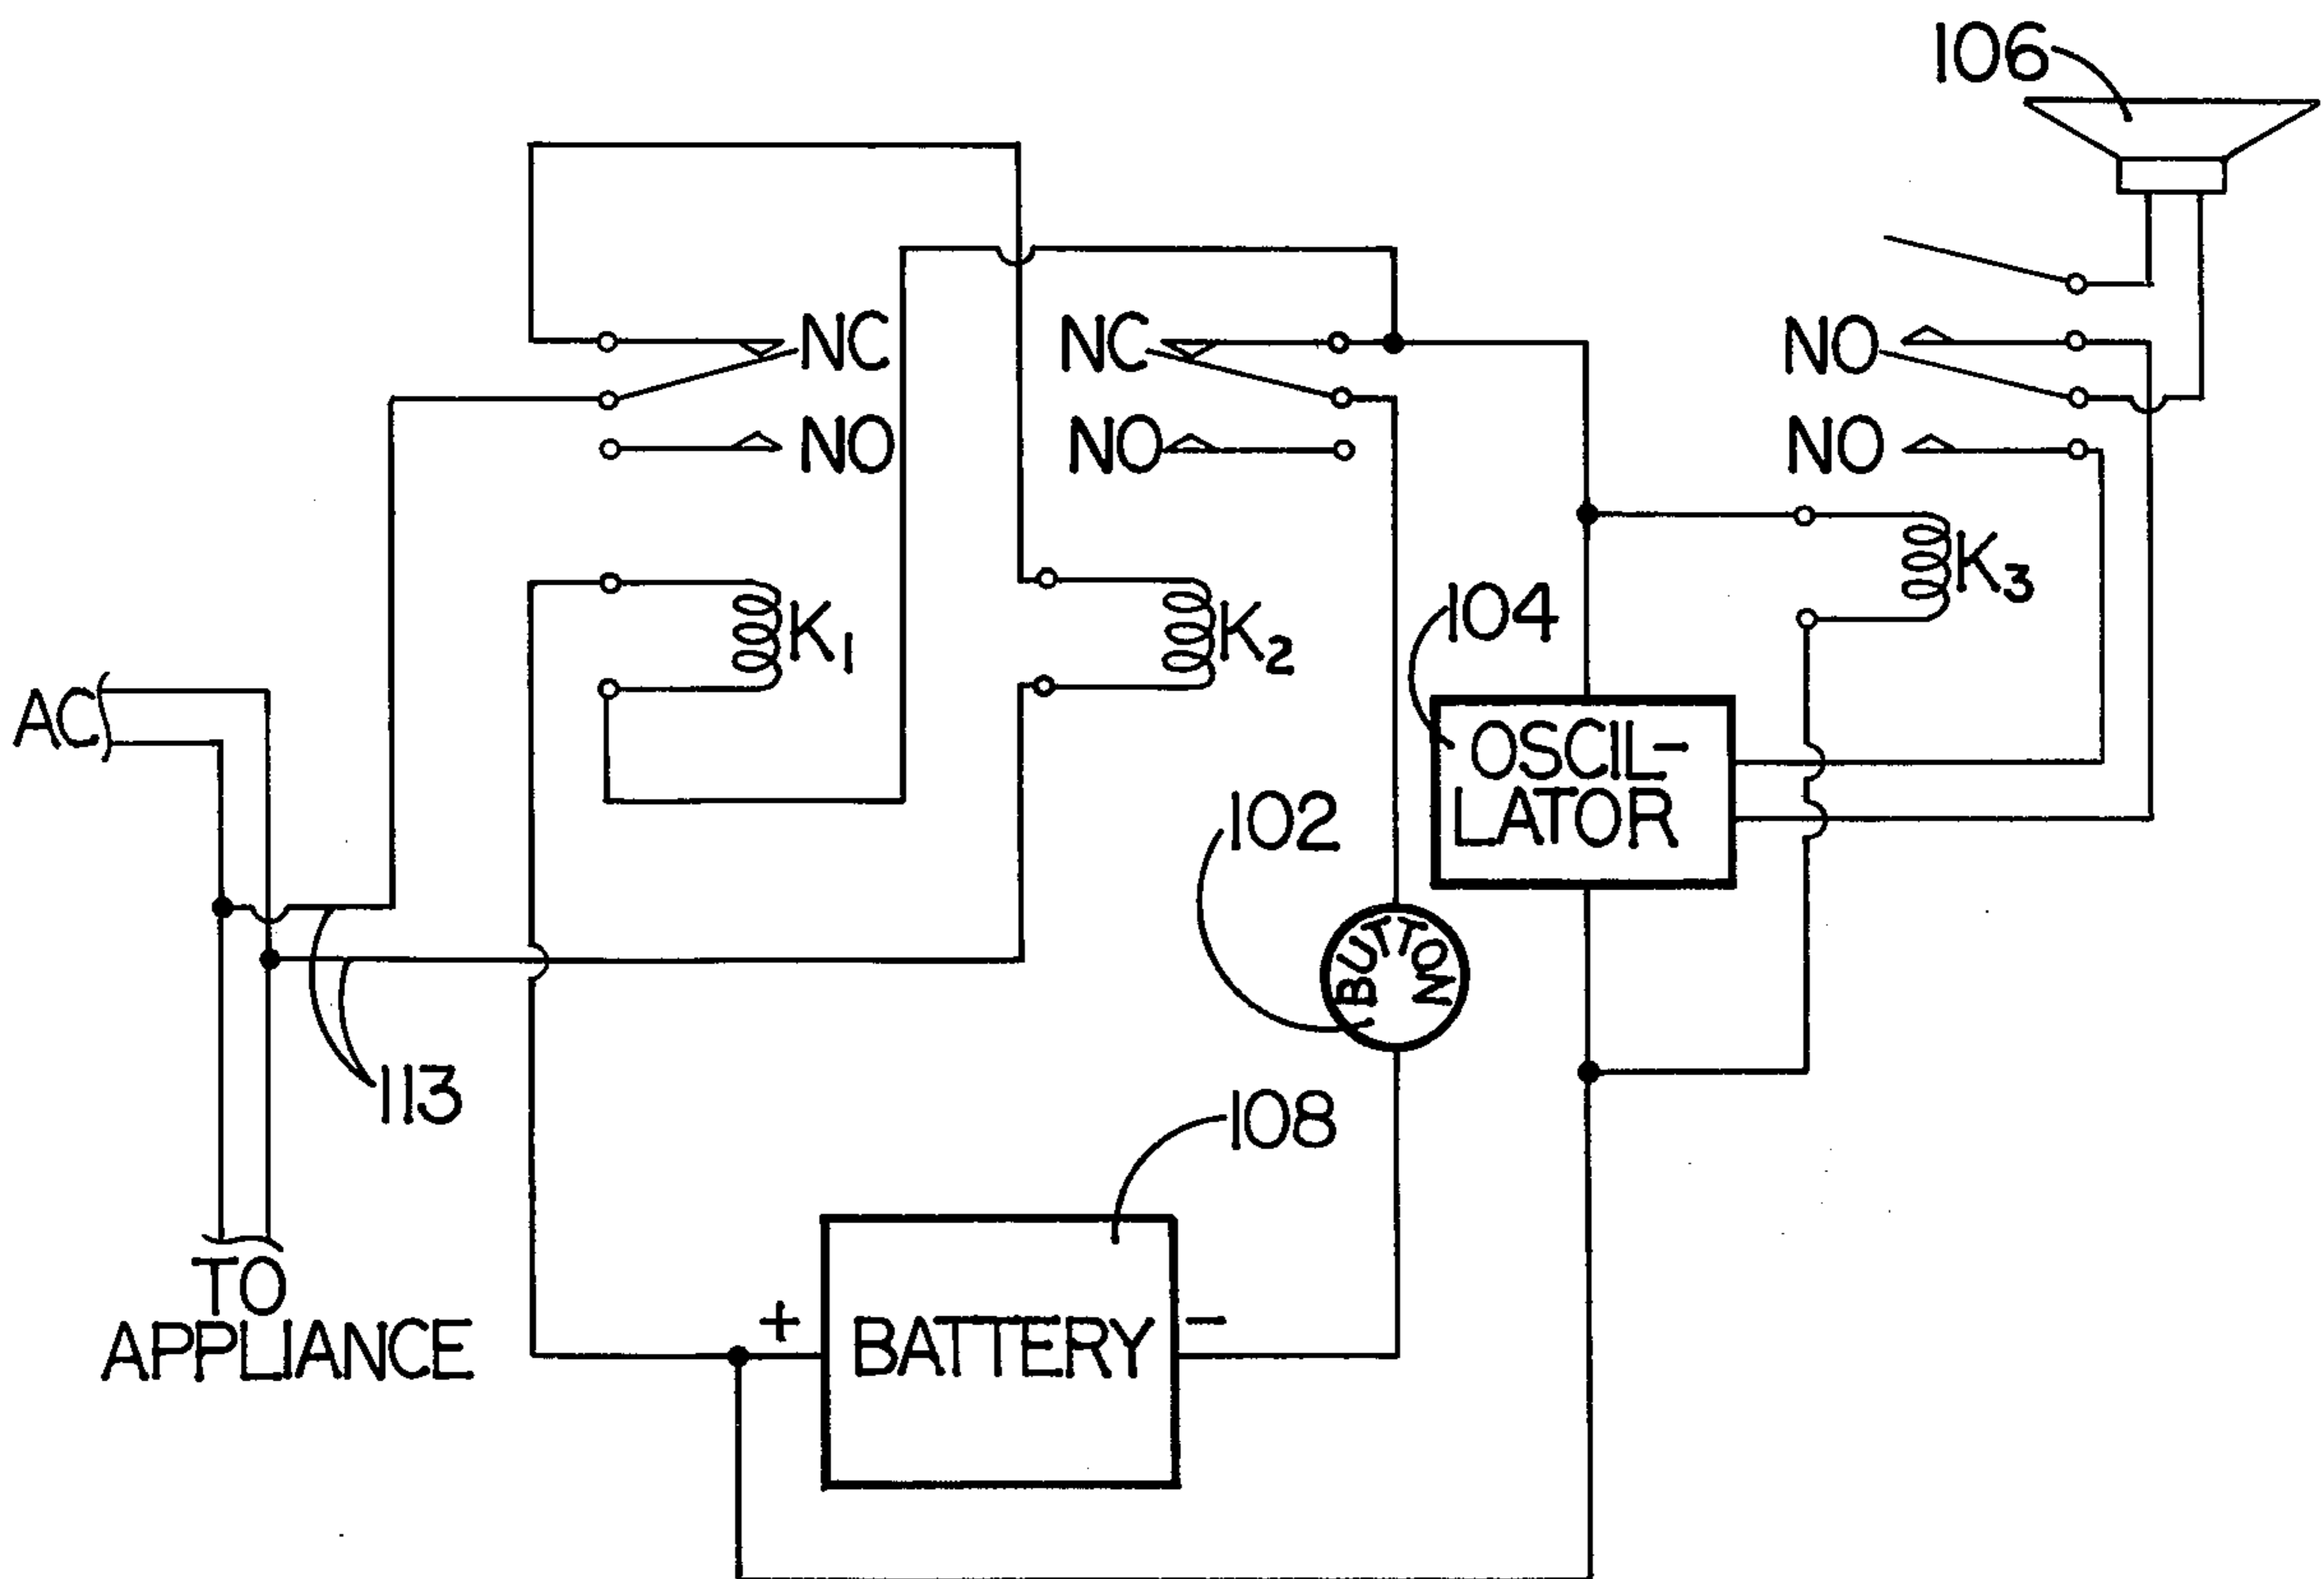 106
NC
NC
NO
NO
NO
NO
K1
K2
K3
104
AC
OSCIL-
LATOR
102
BUTTON
113
108
TO
APPLIANCE
+
BATTERY
-